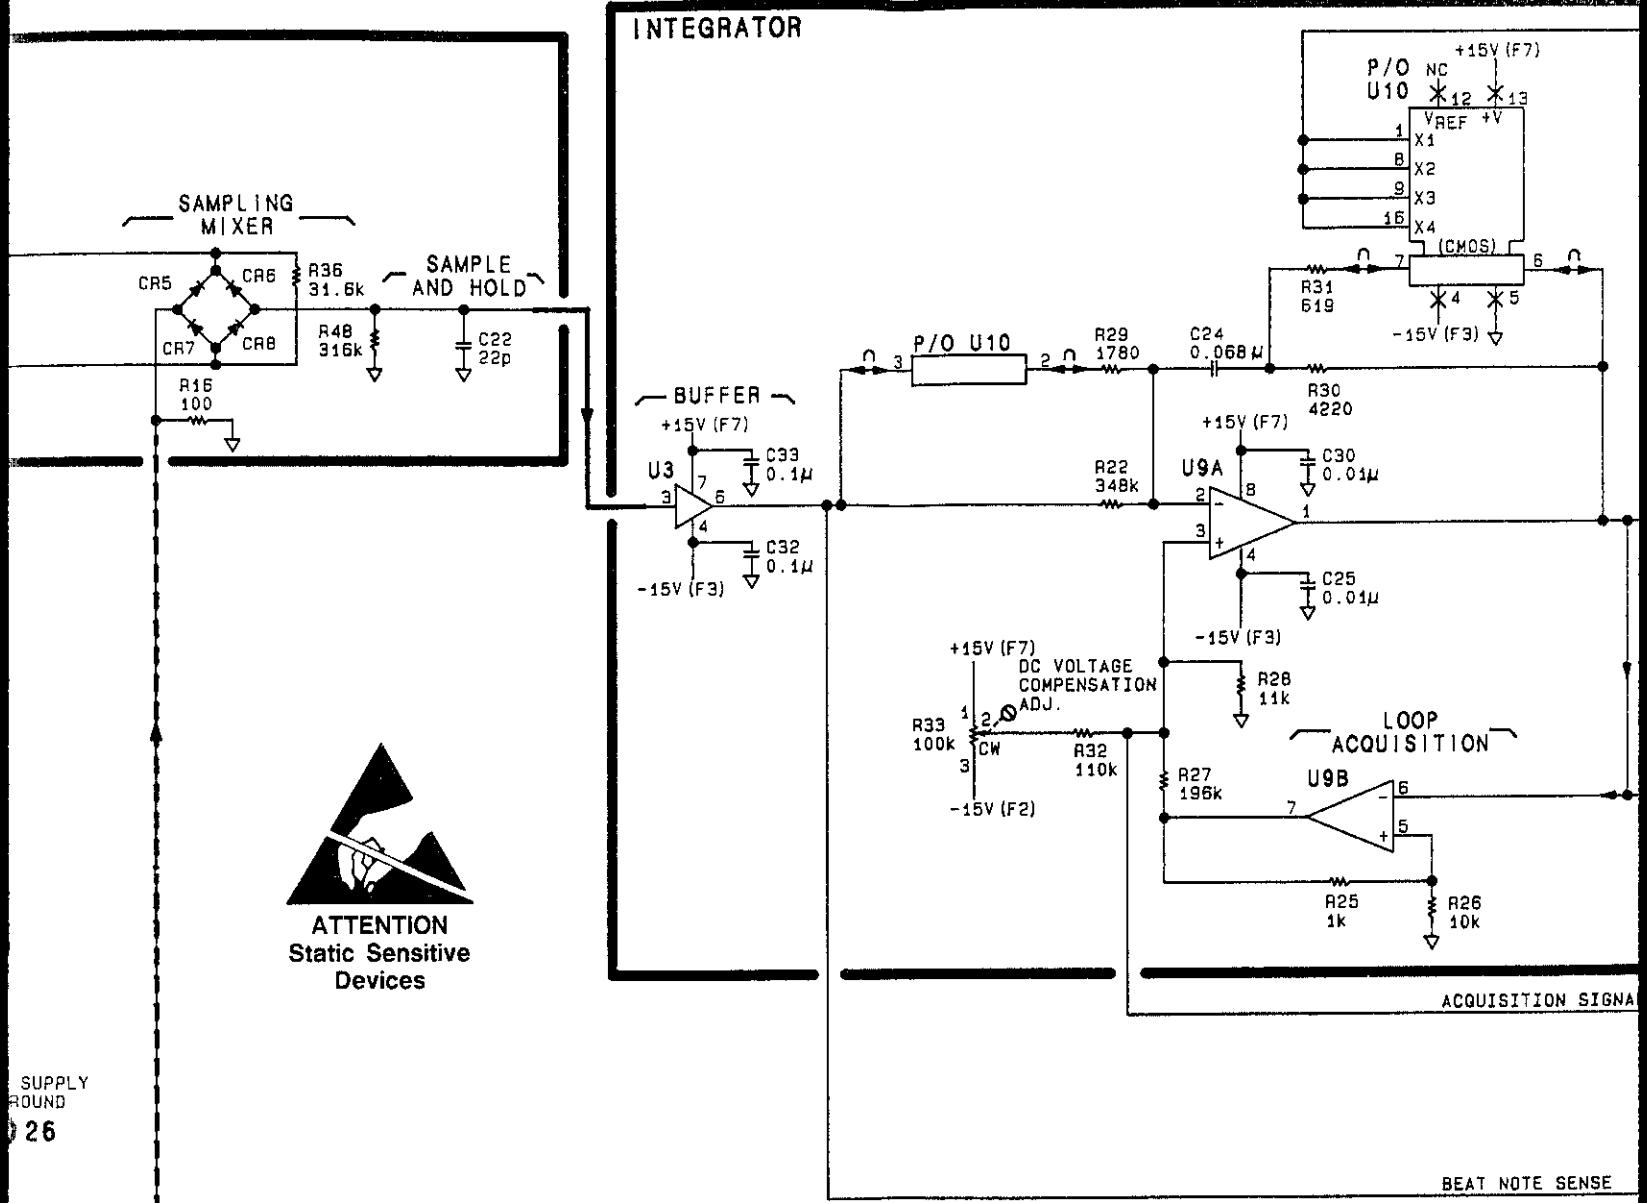 INTEGRATOR
+15V (F7)
P/O
U10
NC
12
13
VREF
+V
1
X1
8
X2
9
X3
16
X4
(CMOS)
7
6
R31
619
4
5
-15V (F3)
SAMPLING
MIXER
CR5
CR6
CR7
CR8
R36
31.6k
SAMPLE
AND HOLD
R48
316k
C22
22p
R16
100
P/O U10
3
2
R29
1780
C24
0.068µ
R30
4220
BUFFER
+15V (F7)
C33
0.1µ
U3
7
3
6
4
C32
0.1µ
-15V (F3)
R22
348k
+15V (F7)
U9A
C30
0.01µ
8
2
-
1
3
+
4
C25
0.01µ
-15V (F3)
+15V (F7)
DC VOLTAGE
COMPENSATION
ADJ.
R28
11k
1
2
R33
100k
CW
3
R32
110k
-15V (F2)
R27
196k
LOOP
ACQUISITION
U9B
6
-
7
5
+
R25
1k
R26
10k
ATTENTION
Static Sensitive
Devices
ACQUISITION SIGNA
SUPPLY
ROUND
26
BEAT NOTE SENSE